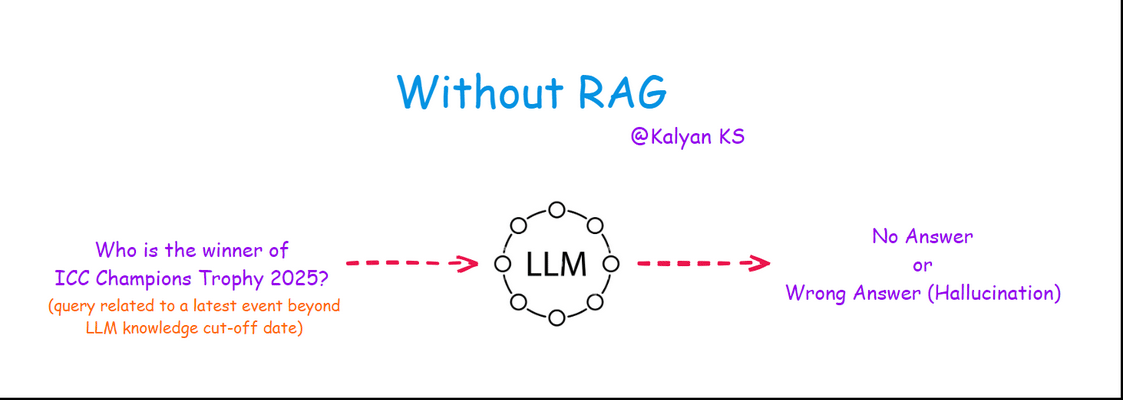 Without RAG
@Kalyan KS
Who is the winner of
ICC Champions Trophy 2025?
(query related to a latest event beyond
LLM knowledge cut-off date)
LLM
No Answer
or
Wrong Answer (Hallucination)